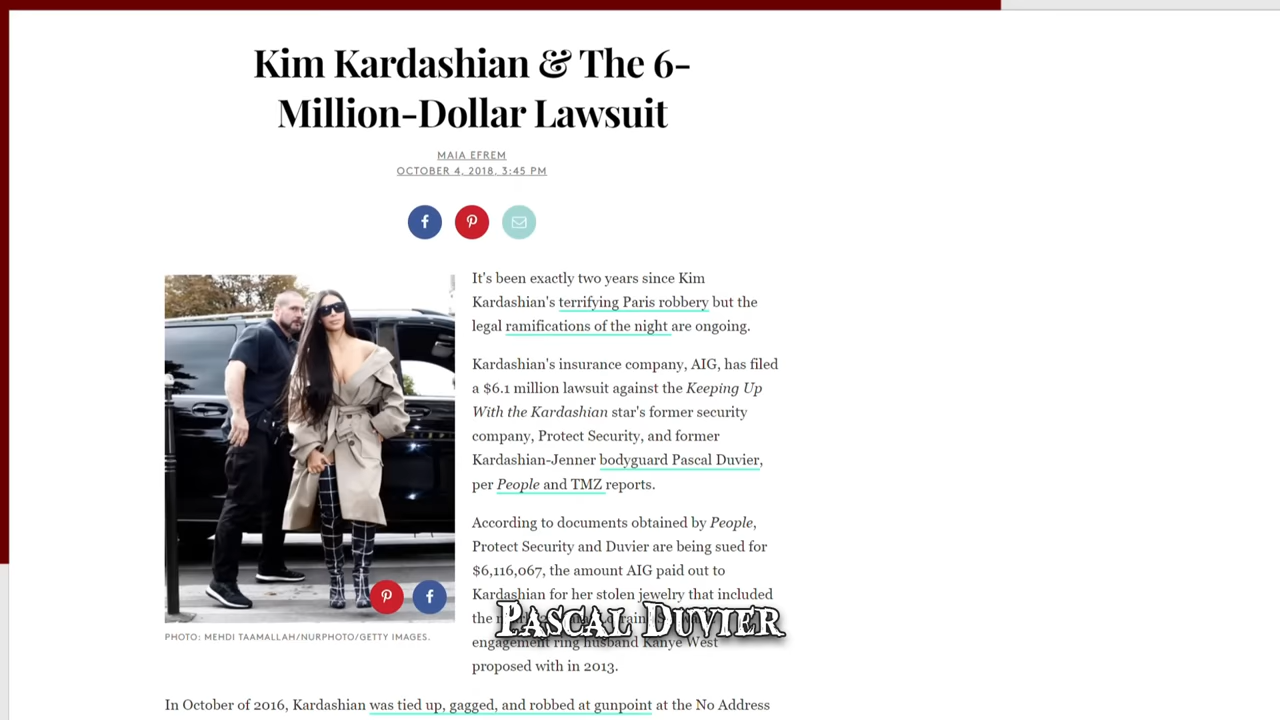 Kim Kardashian & The 6-
Million-Dollar Lawsuit
MAIA EFREM
OCTOBER 4, 2018, 3:45 PM
It's been exactly two years since Kim
Kardashian's terrifying Paris robbery but the
legal ramifications of the night are ongoing.
Kardashian's insurance company, AIG, has filed
a $6.1 million lawsuit against the Keeping Up
With the Kardashian star's former security
company, Protect Security, and former
Kardashian-Jenner bodyguard Pascal Duvier,
per People and TMZ reports.
According to documents obtained by People,
Protect Security and Duvier are being sued for
$6,116,067, the amount AIG paid out to
Kardashian for her stolen jewelry that included
the
Pascal Duvier
engagement ring husband Kanye West
proposed with in 2013.
PHOTO: MEHDI TAAMALLAH/NURPHOTO/GETTY IMAGES.
In October of 2016, Kardashian was tied up, gagged, and robbed at gunpoint at the No Address